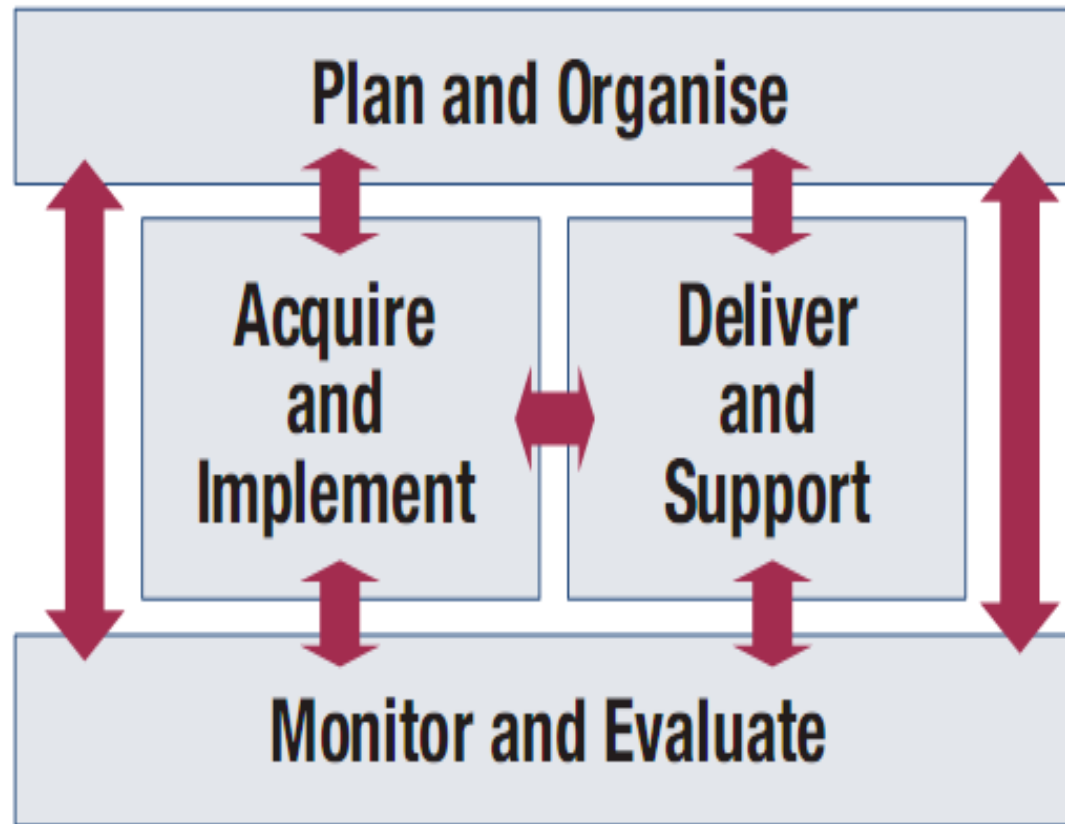 Plan and Organise
Acquire
and
Implement
Deliver
and
Support
Monitor and Evaluate